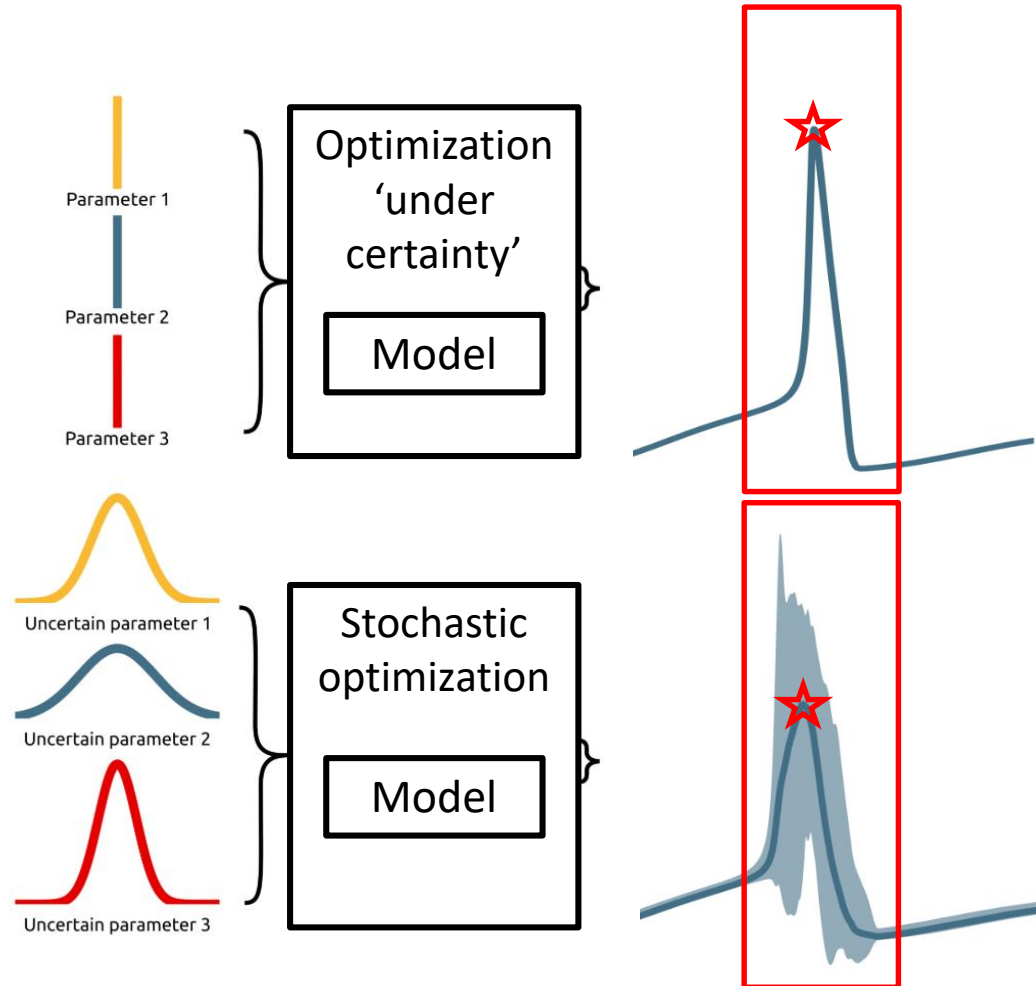 Parameter 1
Parameter 2
Parameter 3
Optimization
‘under
certainty’
Model
Uncertain parameter 1
Uncertain parameter 2
Uncertain parameter 3
Stochastic
optimization
Model